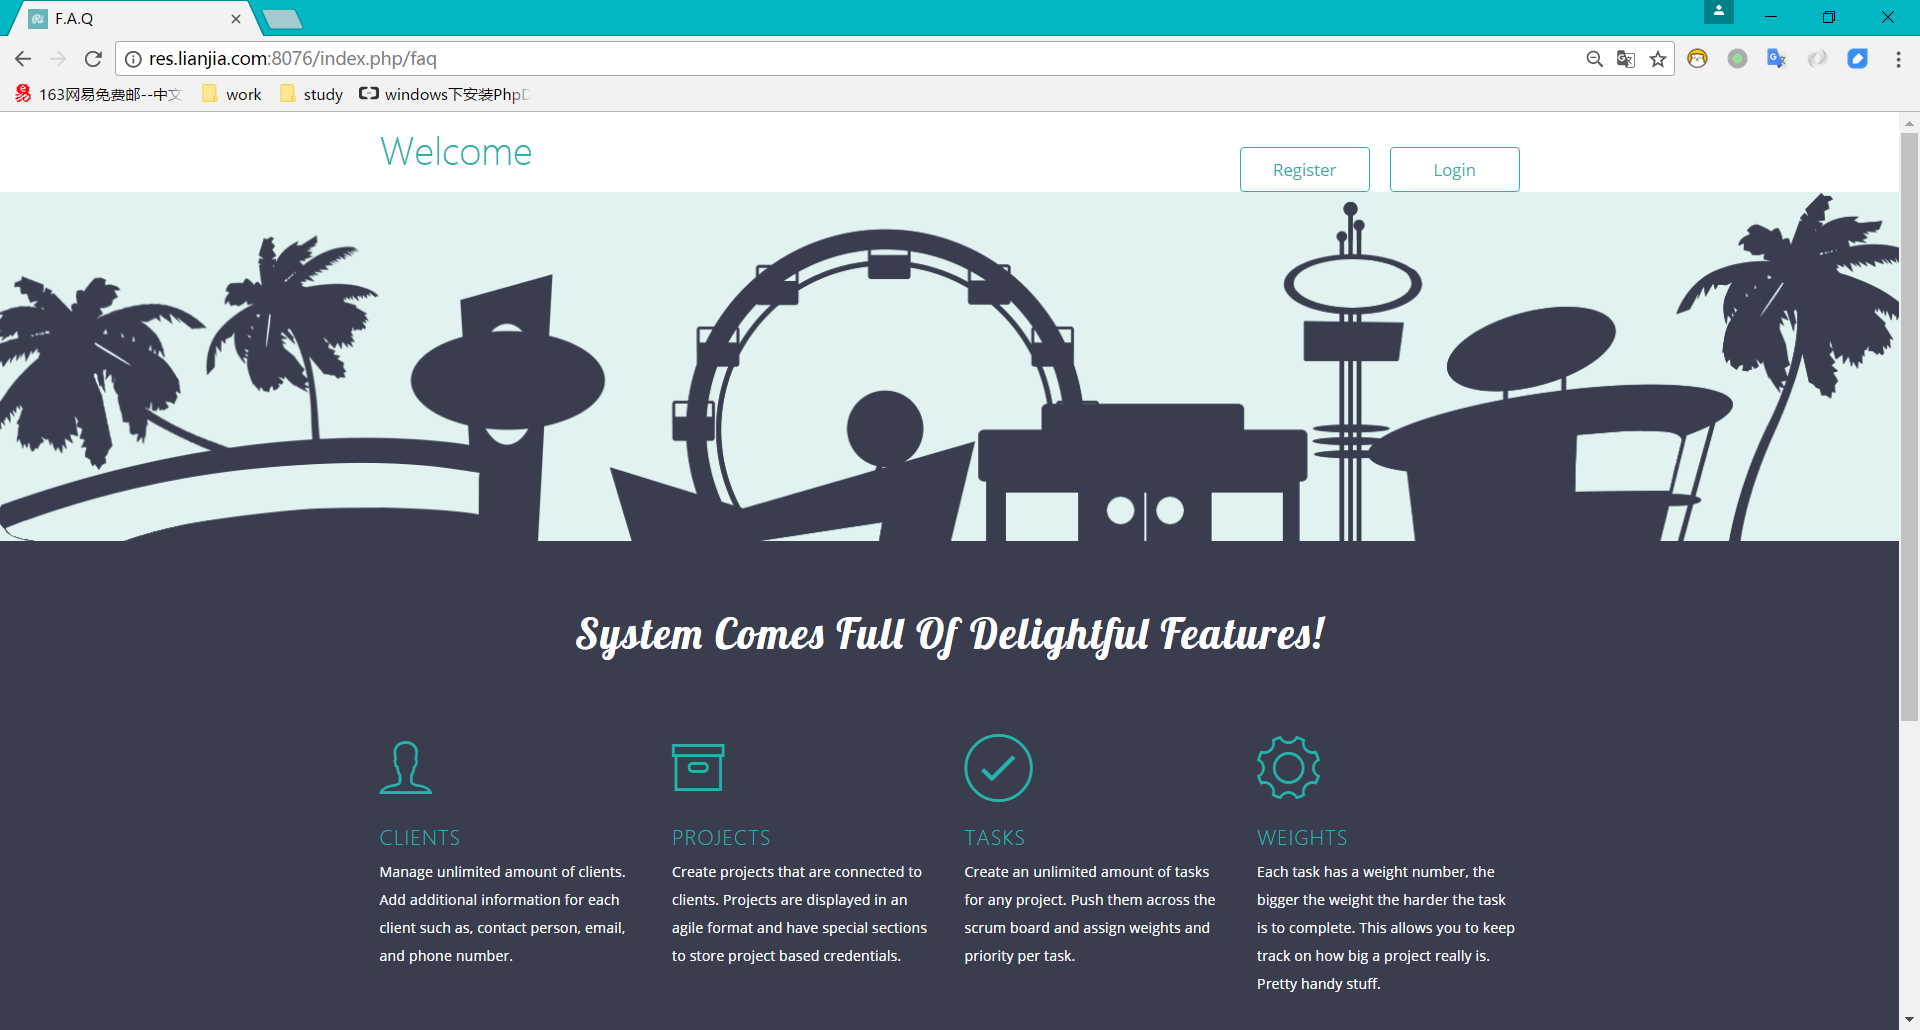 F.A.Q
res.lianjia.com:8076/index.php/faq
163网易免费邮--中文
work
study
windows下安装Php
Welcome
Register
Login
System Comes Full Of Delightful Features!
CLIENTS
Manage unlimited amount of clients.
Add additional information for each
client such as, contact person, email,
and phone number.
PROJECTS
Create projects that are connected to
clients. Projects are displayed in an
agile format and have special sections
to store project based credentials.
TASKS
Create an unlimited amount of tasks
for any project. Push them across the
scrum board and assign weights and
priority per task.
WEIGHTS
Each task has a weight number, the
bigger the weight the harder the task
is to complete. This allows you to keep
track on how big a project really is.
Pretty handy stuff.